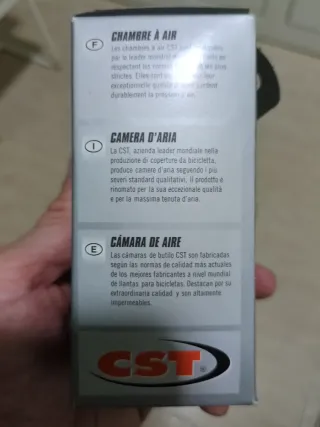 F
CHAMBRE À AIR
Les chambres à air CST sont
par le leader mondial
respectent les normes
strictes. Elles
exceptionnelle
durablement la
I
CAMERA D'ARIA
La CST, azienda leader mondiale nella
produzione di coperture da bicicletta,
produce camere d'aria seguendo i più
severi standard qualitativi. Il prodotto è
rinomato per la sua eccezionale qualità
e per la massima tenuta d'aria.
E
CÁMARA DE AIRE
Las cámaras de butilo CST son fabricadas
según las normas de calidad más actuales
de los mejores fabricantes a nivel mundial
de llantas para bicicletas. Destacan por su
extraordinaria calidad y son altamente
impermeables.
CST®